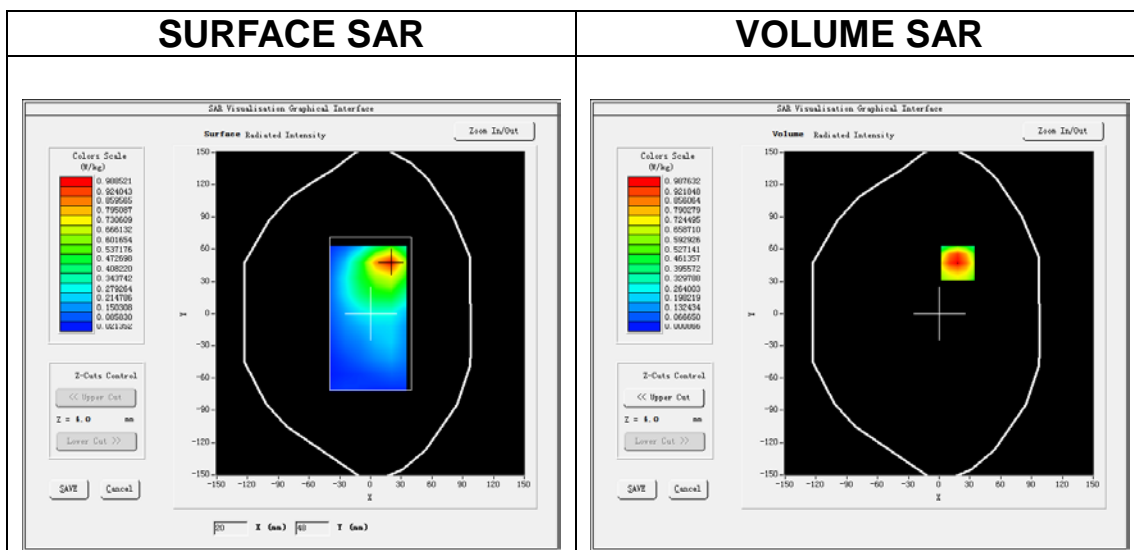 SURFACE SAR
VOLUME SAR
SAR Visualisation Graphical Interface
Surface Radiated Intensity
Zoom In/Out
Colors Scale
(W/kg)
0.988521
0.924043
0.859565
0.795087
0.730609
0.666132
0.601654
0.537176
0.472698
0.408220
0.343742
0.279264
0.214786
0.150308
0.085830
0.021352
150
120
90
60
30
0
-30
-60
-90
-120
-150
Y
-150 -120 -90 -60 -30 0 30 60 90 120 150
X
Z-Cuts Control
<< Upper Cut
Z = 4.0 mm
Lower Cut >>
SAVE Cancel
20 X (mm) 48 Y (mm)
SAR Visualisation Graphical Interface
Volume Radiated Intensity
Zoom In/Out
Colors Scale
(W/kg)
0.987632
0.921848
0.856064
0.790279
0.724495
0.658710
0.592926
0.527141
0.461357
0.395572
0.329788
0.264003
0.198219
0.132434
0.066650
0.000866
150
120
90
60
30
0
-30
-60
-90
-120
-150
Y
-150 -120 -90 -60 -30 0 30 60 90 120 150
X
Z-Cuts Control
<< Upper Cut
Z = 4.0 mm
Lower Cut >>
SAVE Cancel